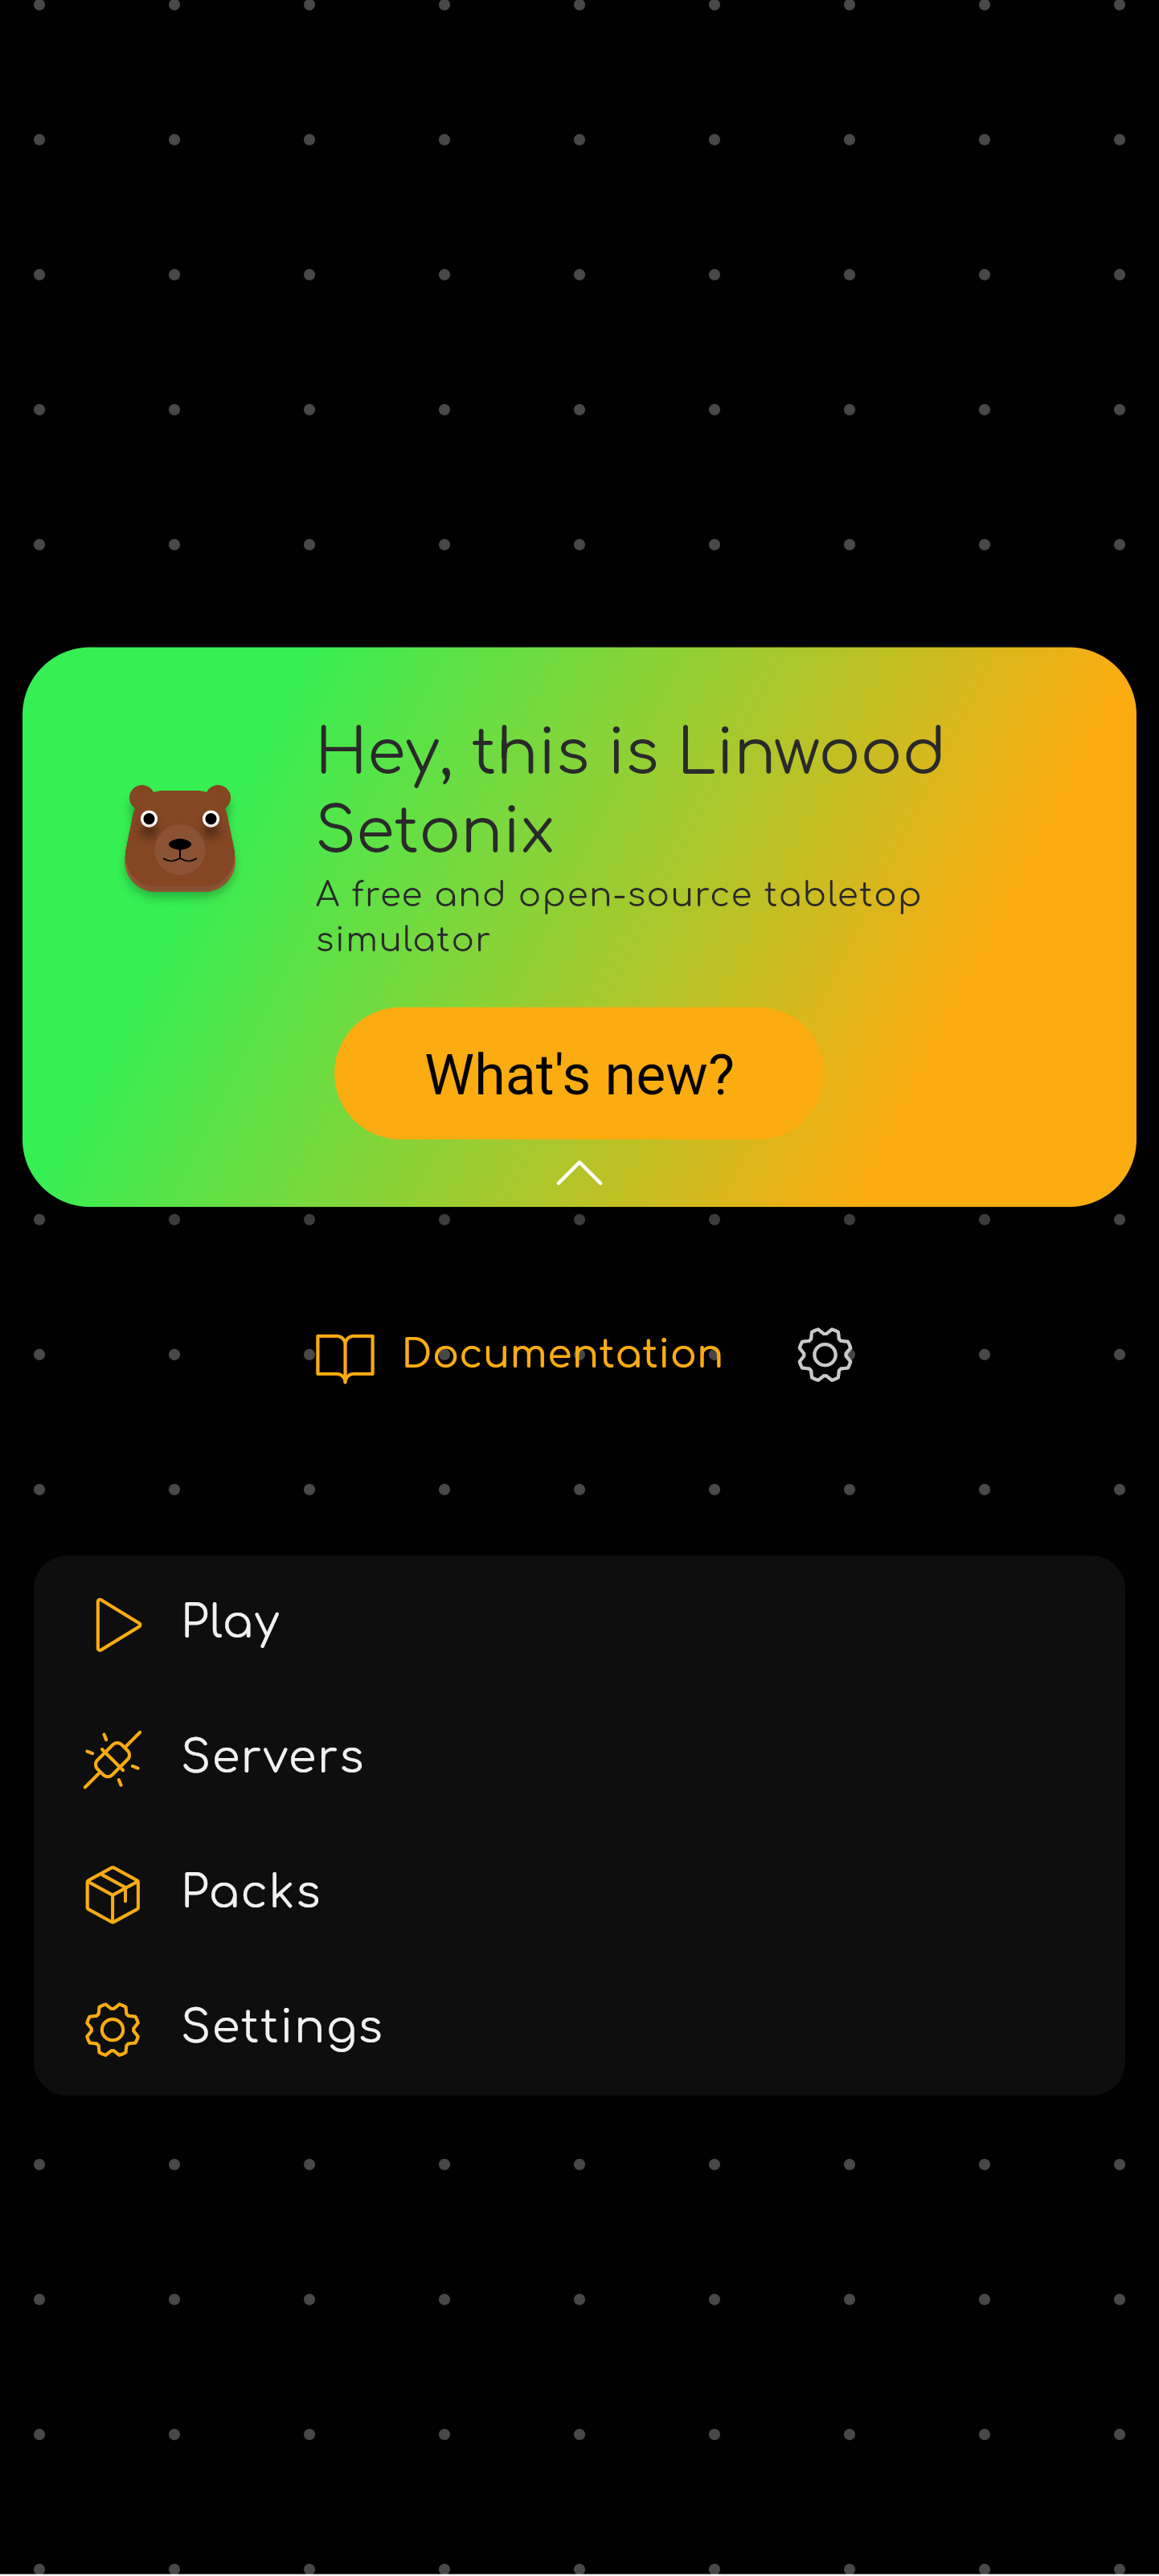 Hey, this is Linwood
Setonix
A free and open-source tabletop
simulator
What's new?
Documentation
Play
Servers
Packs
Settings